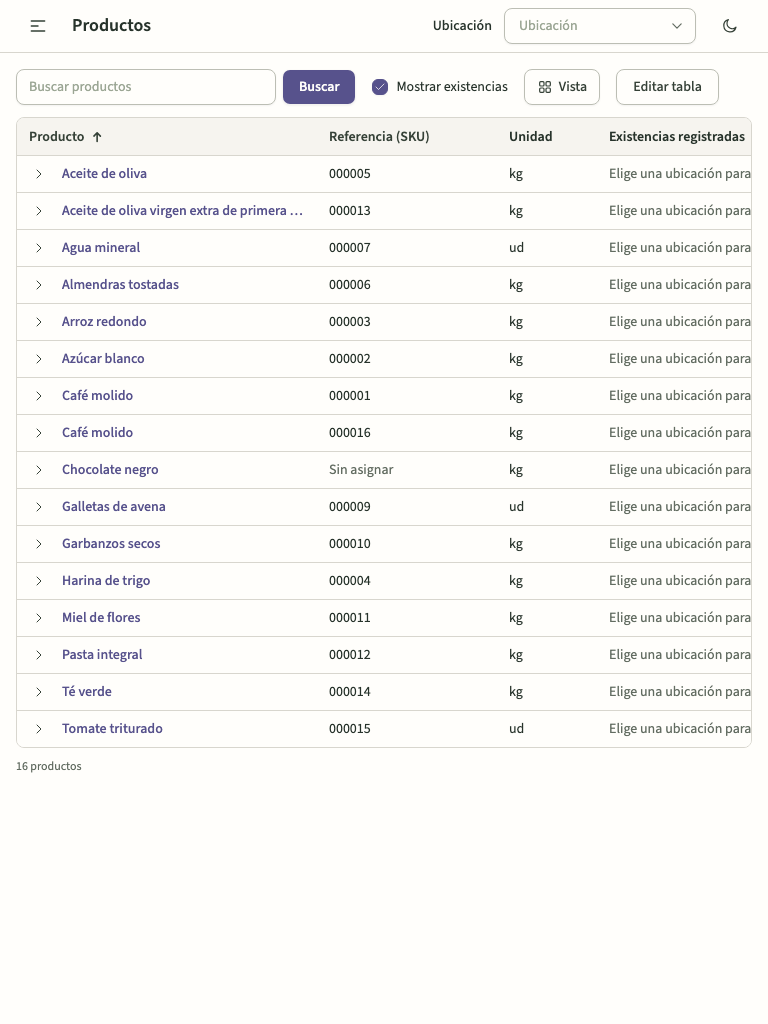 Productos
Ubicación Ubicación
Buscar productos Buscar Mostrar existencias Vista Editar tabla
Producto Referencia (SKU) Unidad Existencias registradas
Aceite de oliva 000005 kg Elige una ubicación para
Aceite de oliva virgen extra de primera … 000013 kg Elige una ubicación para
Agua mineral 000007 ud Elige una ubicación para
Almendras tostadas 000006 kg Elige una ubicación para
Arroz redondo 000003 kg Elige una ubicación para
Azúcar blanco 000002 kg Elige una ubicación para
Café molido 000001 kg Elige una ubicación para
Café molido 000016 kg Elige una ubicación para
Chocolate negro Sin asignar kg Elige una ubicación para
Galletas de avena 000009 ud Elige una ubicación para
Garbanzos secos 000010 kg Elige una ubicación para
Harina de trigo 000004 kg Elige una ubicación para
Miel de flores 000011 kg Elige una ubicación para
Pasta integral 000012 kg Elige una ubicación para
Té verde 000014 kg Elige una ubicación para
Tomate triturado 000015 ud Elige una ubicación para
16 productos